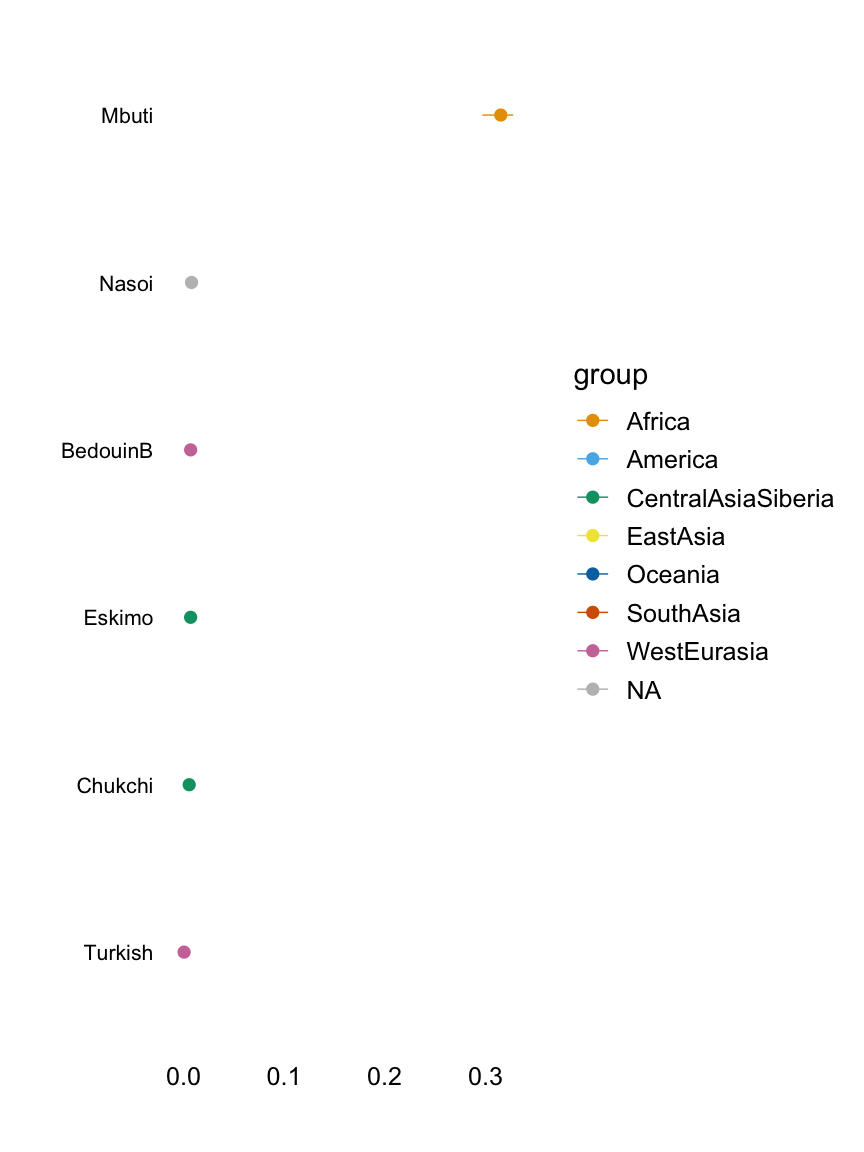 Mbuti
Nasoi
BedouinB
Eskimo
Chukchi
Turkish
0.0 0.1 0.2 0.3
group
Africa
America
CentralAsiaSiberia
EastAsia
Oceania
SouthAsia
WestEurasia
NA